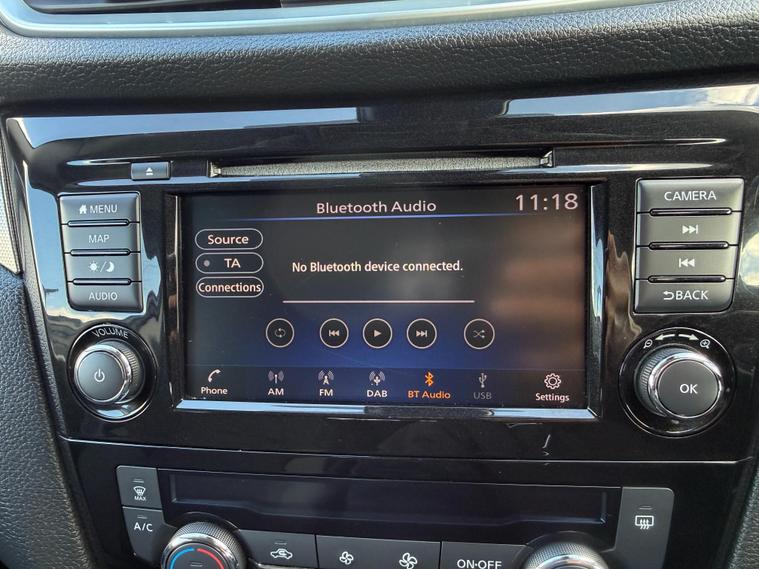 Bluetooth Audio 11:18
MENU
MAP
AUDIO
Source
TA
Connections
No Bluetooth device connected.
Phone
AM
FM
DAB
BT Audio
USB
Settings
CAMERA
BACK
VOLUME
OK
MAX
A/C
ON·OFF